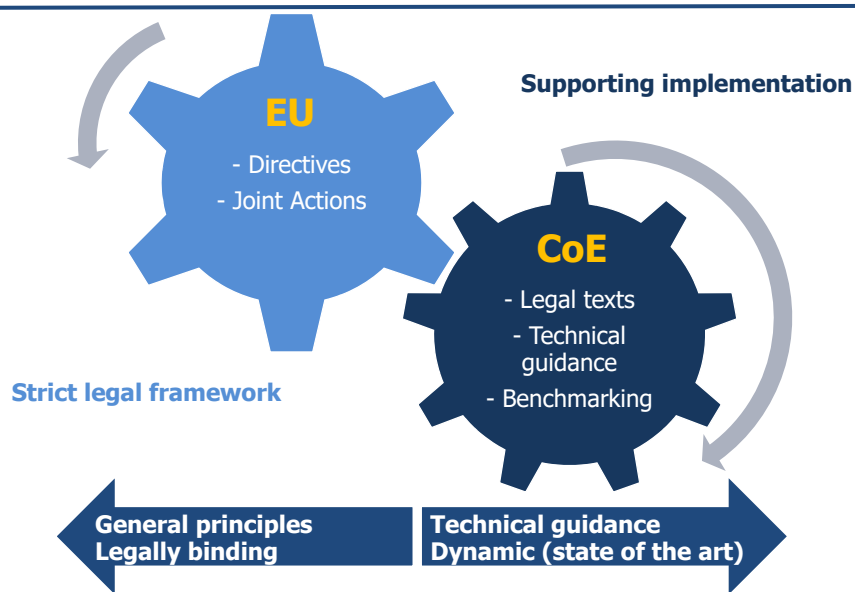 EU
- Directives
- Joint Actions
Supporting implementation
CoE
- Legal texts
- Technical
guidance
- Benchmarking
Strict legal framework
General principles
Legally binding
Technical guidance
Dynamic (state of the art)